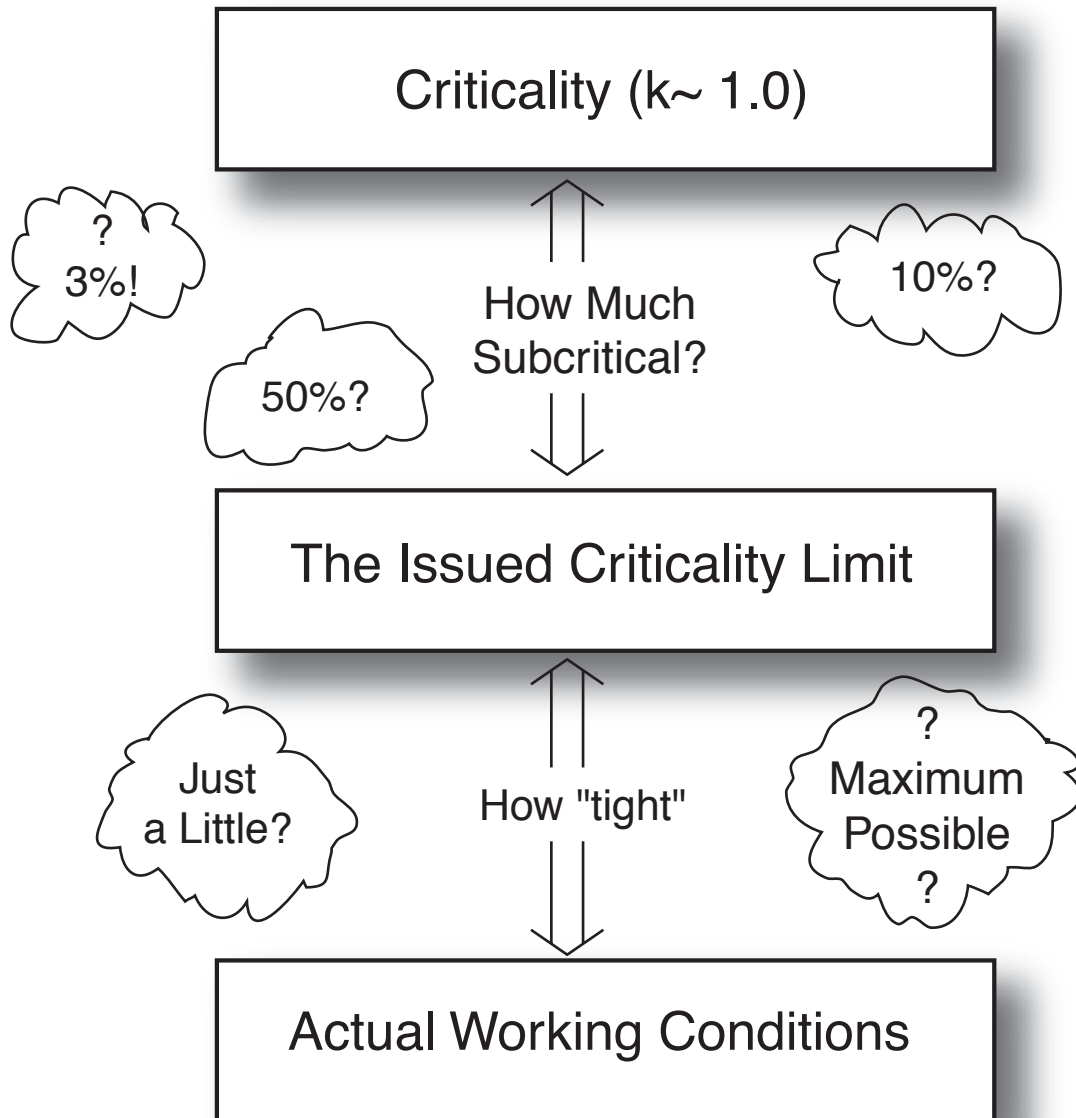 Criticality (k~ 1.0)
?
3%!
10%?
How Much
Subcritical?
50%?
The Issued Criticality Limit
Just
a Little?
How "tight"
?
Maximum
Possible
?
Actual Working Conditions